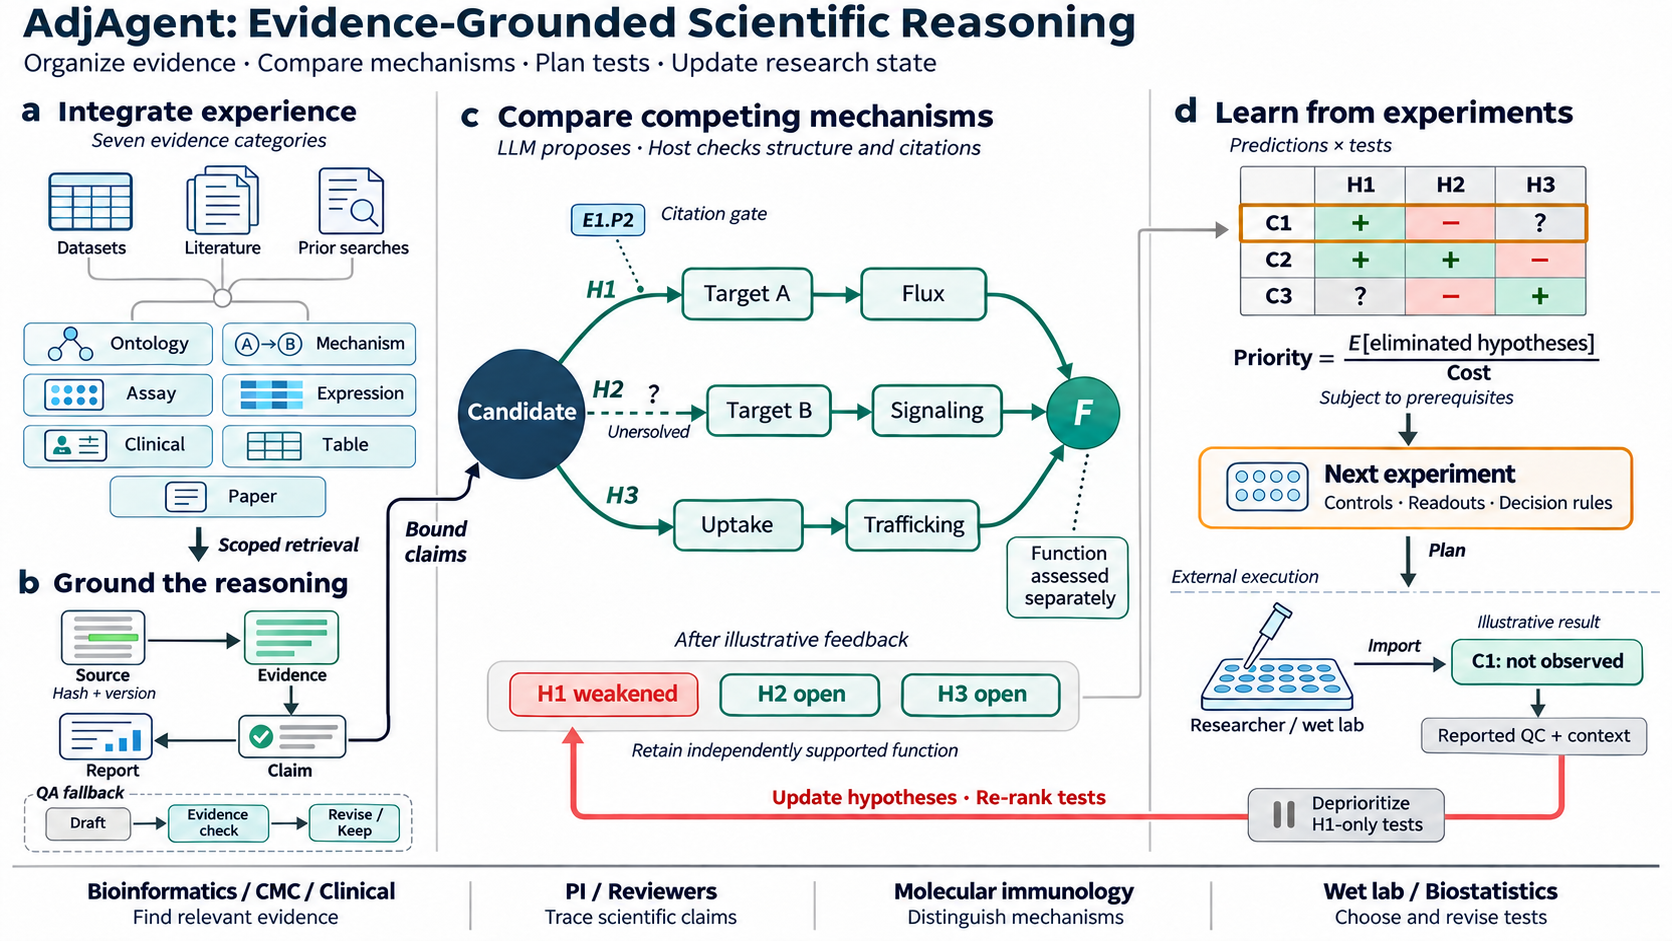 AdjAgent: Evidence-Grounded Scientific Reasoning
Organize evidence · Compare mechanisms · Plan tests · Update research state
a Integrate experience
Seven evidence categories
Datasets
Literature
Prior searches
Ontology
A→B Mechanism
Assay
Expression
Clinical
Table
Paper
Scoped retrieval
b Ground the reasoning
Source
Hash + version
Evidence
Report
Claim
QA fallback
Draft
Evidence
check
Revise /
Keep
Bound
claims
c Compare competing mechanisms
LLM proposes · Host checks structure and citations
E1.P2
Citation gate
H1
Target A
Flux
Candidate
H2 ?
Unersolved
Target B
Signaling
F
H3
Uptake
Trafficking
Function
assessed
separately
After illustrative feedback
H1 weakened
H2 open
H3 open
Retain independently supported function
Update hypotheses · Re-rank tests
d Learn from experiments
Predictions × tests
H1 H2 H3
C1 + − ?
C2 + + −
C3 ? − +
Priority = E[eliminated hypotheses]
Cost
Subject to prerequisites
Next experiment
Controls · Readouts · Decision rules
Plan
External execution
Researcher / wet lab
Import
Illustrative result
C1: not observed
Reported QC + context
Deprioritize
H1-only tests
Bioinformatics / CMC / Clinical
Find relevant evidence
PI / Reviewers
Trace scientific claims
Molecular immunology
Distinguish mechanisms
Wet lab / Biostatistics
Choose and revise tests